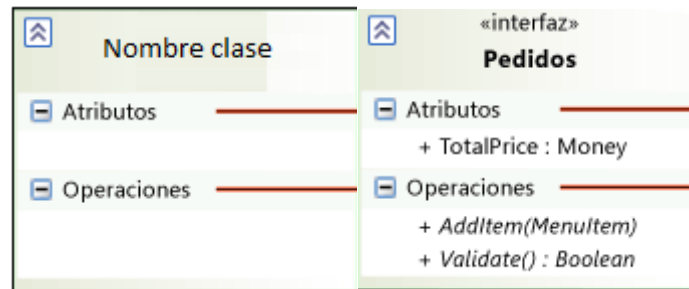 Nombre clase
Atributos
Operaciones
«interfaz»
Pedidos
Atributos
+ TotalPrice : Money
Operaciones
+ AddItem(MenuItem)
+ Validate() : Boolean